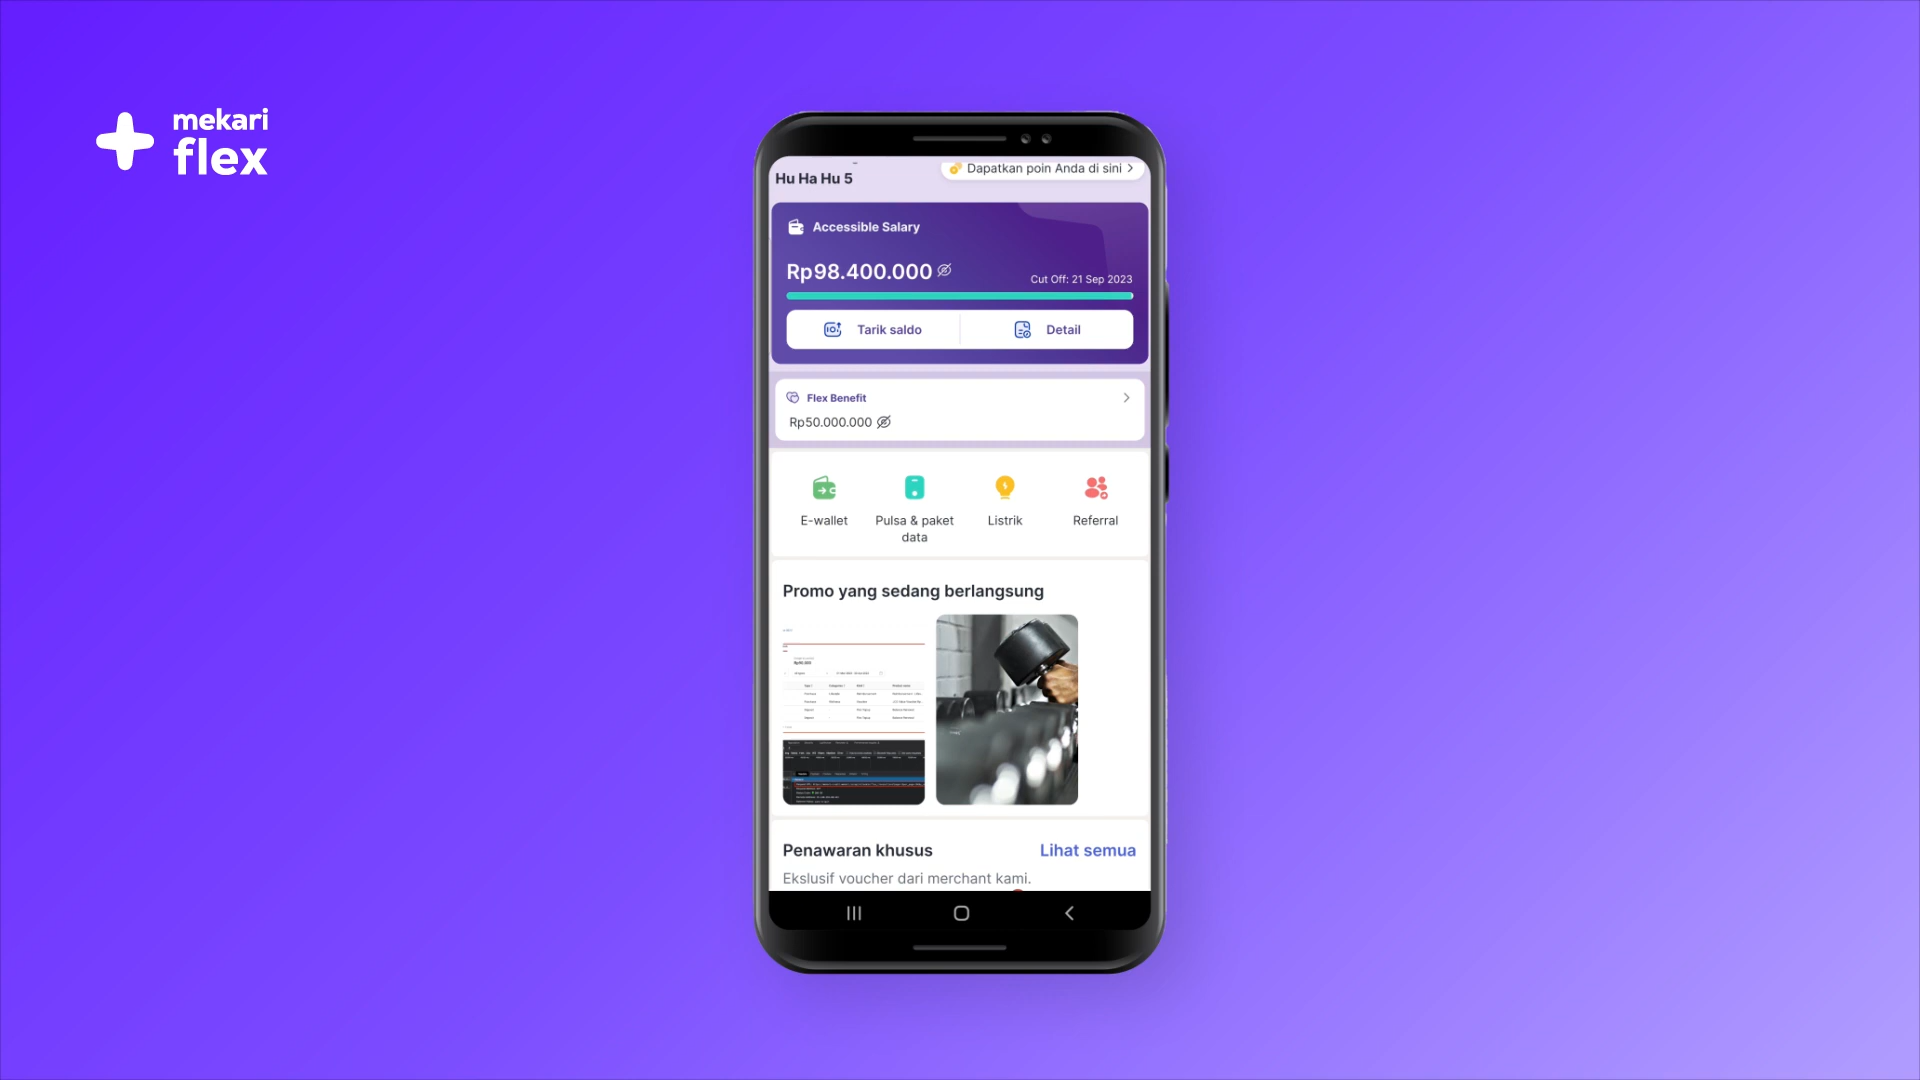 mekari
flex
Hu Ha Hu 5
Dapatkan poin Anda di sini
Accessible Salary
Rp98.400.000
Cut Off: 21 Sep 2023
Tarik saldo
Detail
Flex Benefit
Rp50.000.000
E-wallet
Pulsa & paket
data
Listrik
Referral
Promo yang sedang berlangsung
Penawaran khusus
Lihat semua
Ekslusif voucher dari merchant kami.